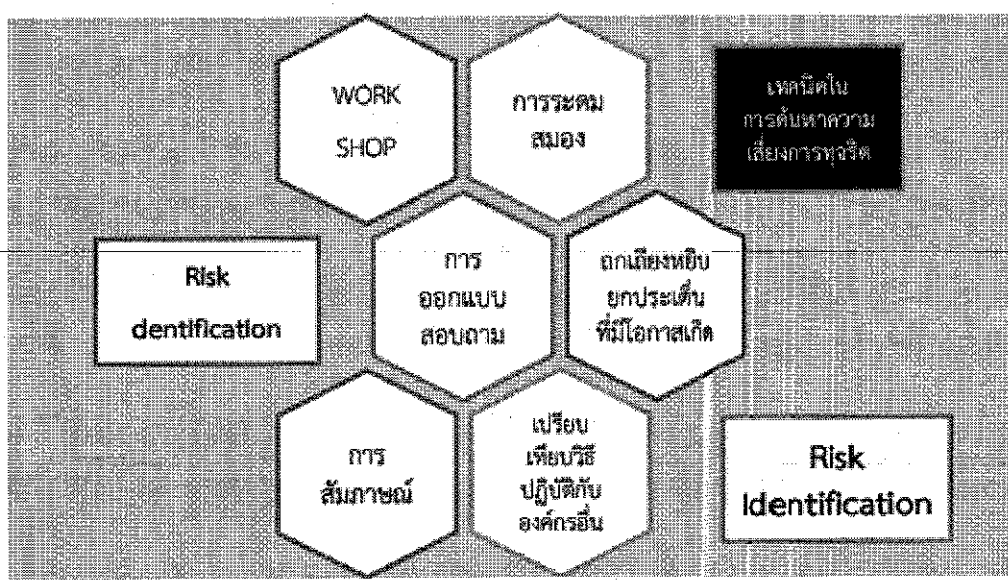 WORK
SHOP
การระดม
สมอง
เทคนิคใน
การค้นหาความ
เสี่ยงการทุจริต
Risk
dentification
การ
ออกแบบ
สอบถาม
ถกเถียงหยิบ
ยกประเด็น
ที่มีโอกาสเกิด
การ
สัมภาษณ์
เปรียบ
เทียบวิธี
ปฏิบัติกับ
องค์กรอื่น
Risk
Identification